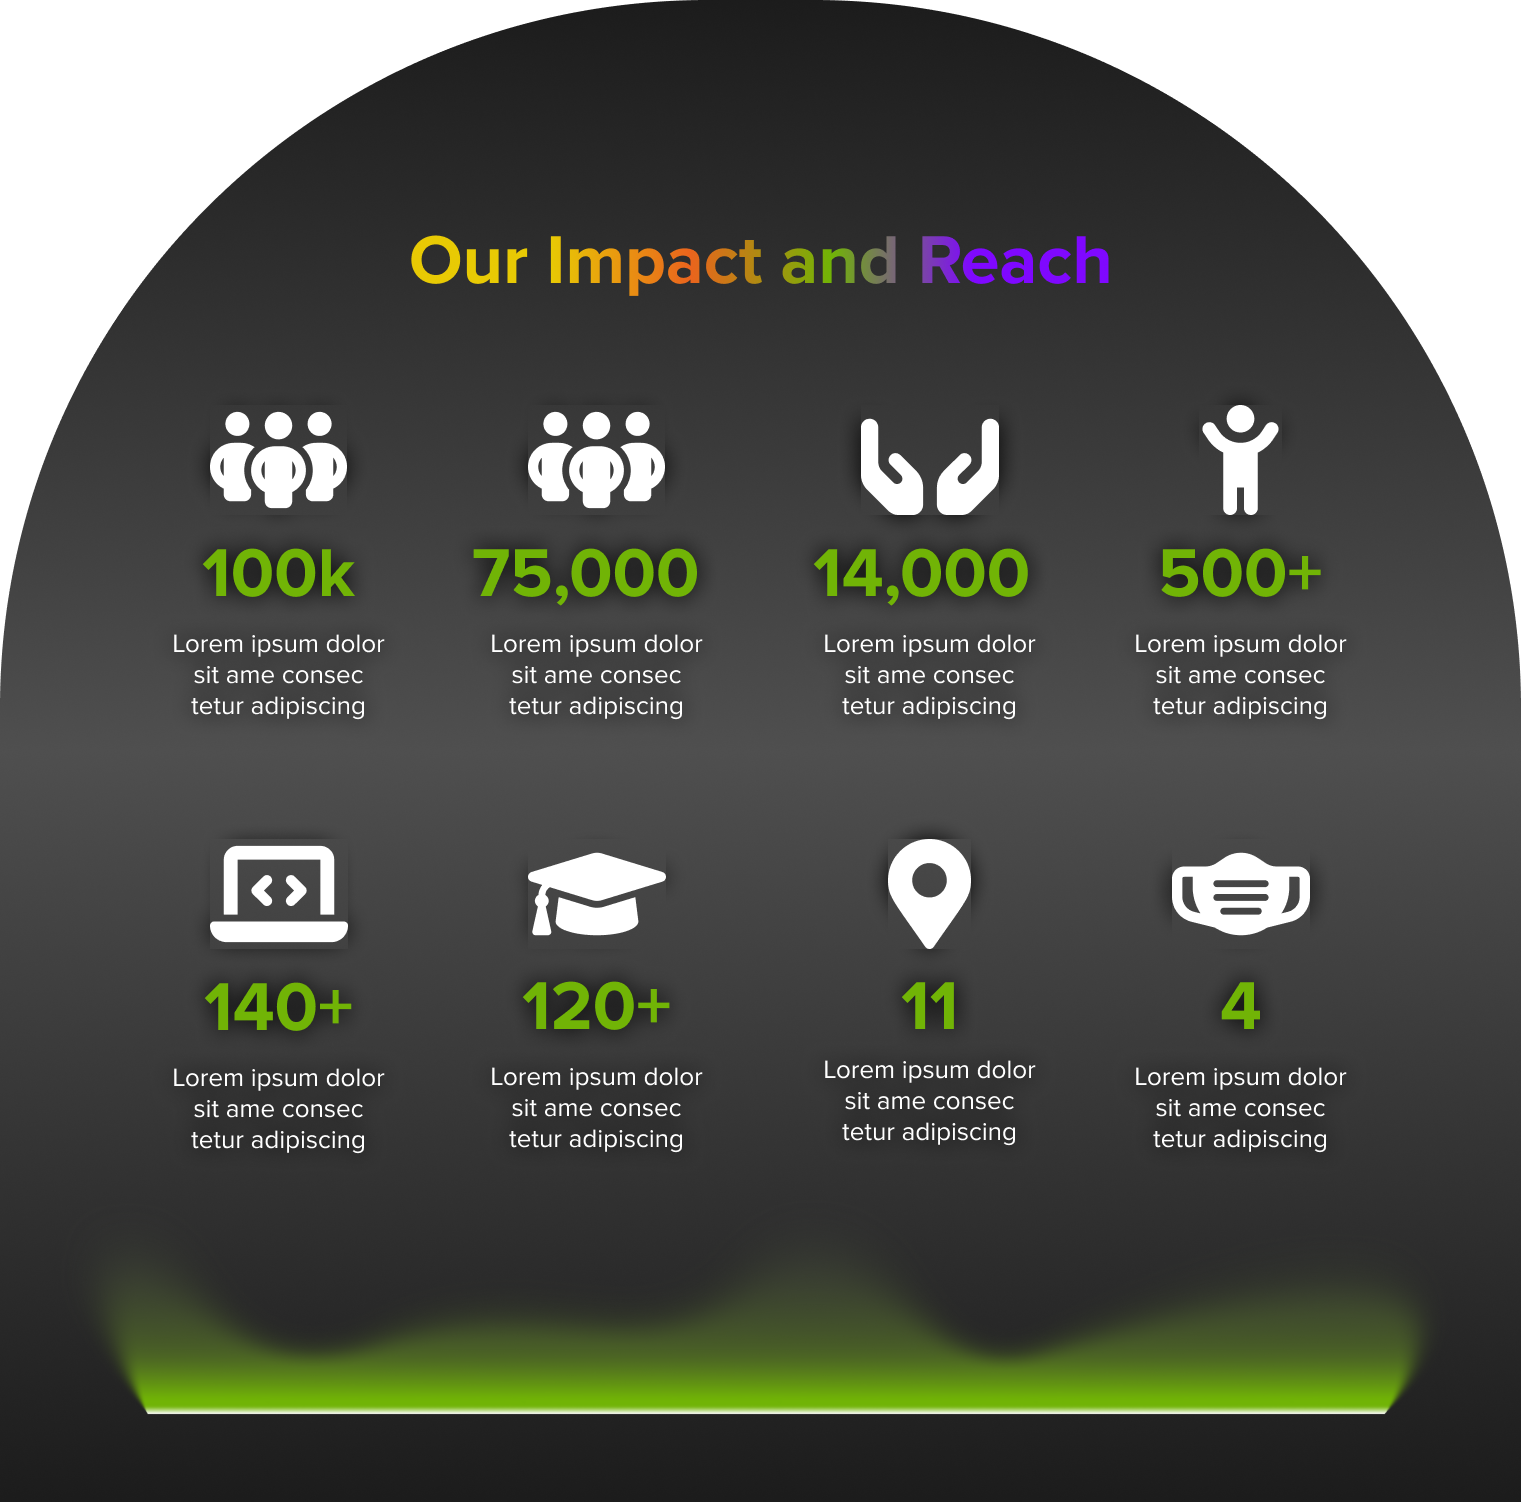 Our Impact and Reach
100k
Lorem ipsum dolor
sit ame consec
tetur adipiscing
75,000
Lorem ipsum dolor
sit ame consec
tetur adipiscing
14,000
Lorem ipsum dolor
sit ame consec
tetur adipiscing
500+
Lorem ipsum dolor
sit ame consec
tetur adipiscing
140+
Lorem ipsum dolor
sit ame consec
tetur adipiscing
120+
Lorem ipsum dolor
sit ame consec
tetur adipiscing
11
Lorem ipsum dolor
sit ame consec
tetur adipiscing
4
Lorem ipsum dolor
sit ame consec
tetur adipiscing